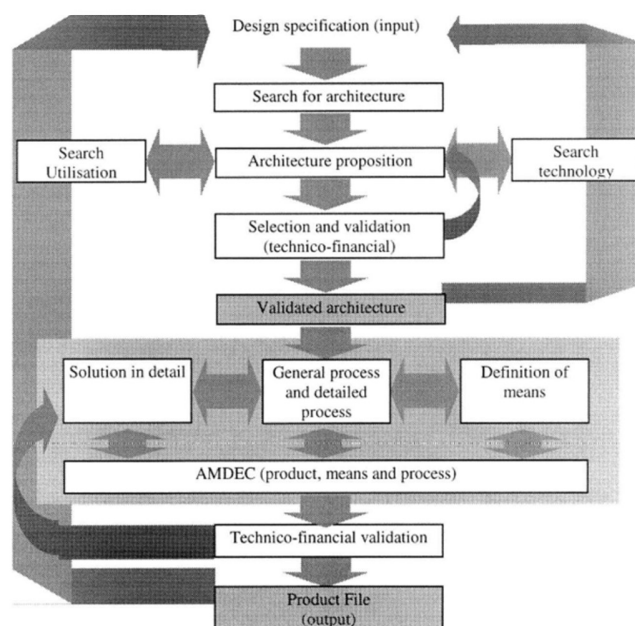 Design specification (input)
Search for architecture
Search
Utilisation
Architecture proposition
Search
technology
Selection and validation
(technico-financial)
Validated architecture
Solution in detail
General process
and detailed
process
Definition of
means
AMDEC (product, means and process)
Technico-financial validation
Product File
(output)